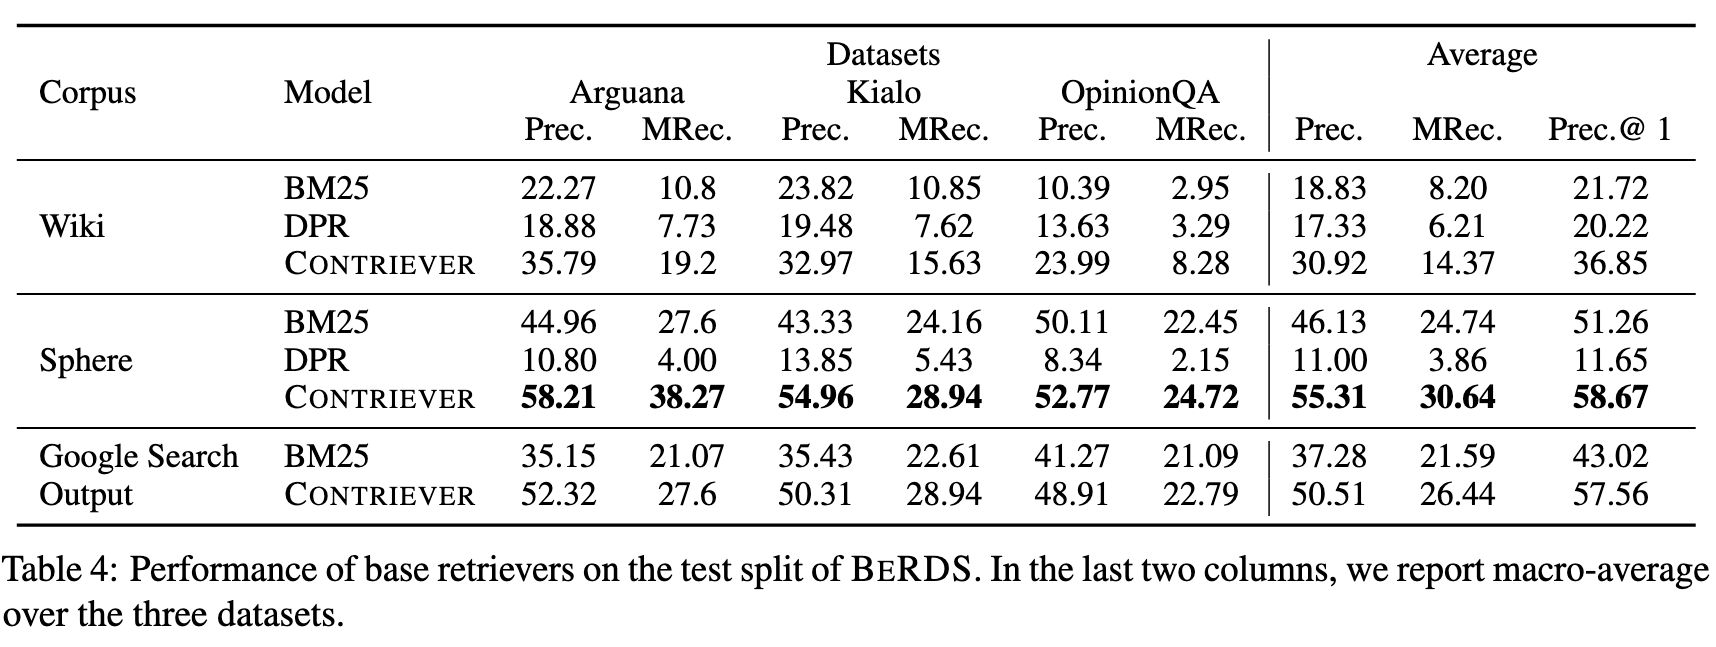 Datasets Average
Corpus Model Arguana Kialo OpinionQA
Prec. MRec. Prec. MRec. Prec. MRec. Prec. MRec. Prec.@ 1
BM25 22.27 10.8 23.82 10.85 10.39 2.95 18.83 8.20 21.72
Wiki DPR 18.88 7.73 19.48 7.62 13.63 3.29 17.33 6.21 20.22
CONTRIEVER 35.79 19.2 32.97 15.63 23.99 8.28 30.92 14.37 36.85
BM25 44.96 27.6 43.33 24.16 50.11 22.45 46.13 24.74 51.26
Sphere DPR 10.80 4.00 13.85 5.43 8.34 2.15 11.00 3.86 11.65
CONTRIEVER 58.21 38.27 54.96 28.94 52.77 24.72 55.31 30.64 58.67
Google Search BM25 35.15 21.07 35.43 22.61 41.27 21.09 37.28 21.59 43.02
Output CONTRIEVER 52.32 27.6 50.31 28.94 48.91 22.79 50.51 26.44 57.56
Table 4: Performance of base retrievers on the test split of BERDS. In the last two columns, we report macro-average
over the three datasets.